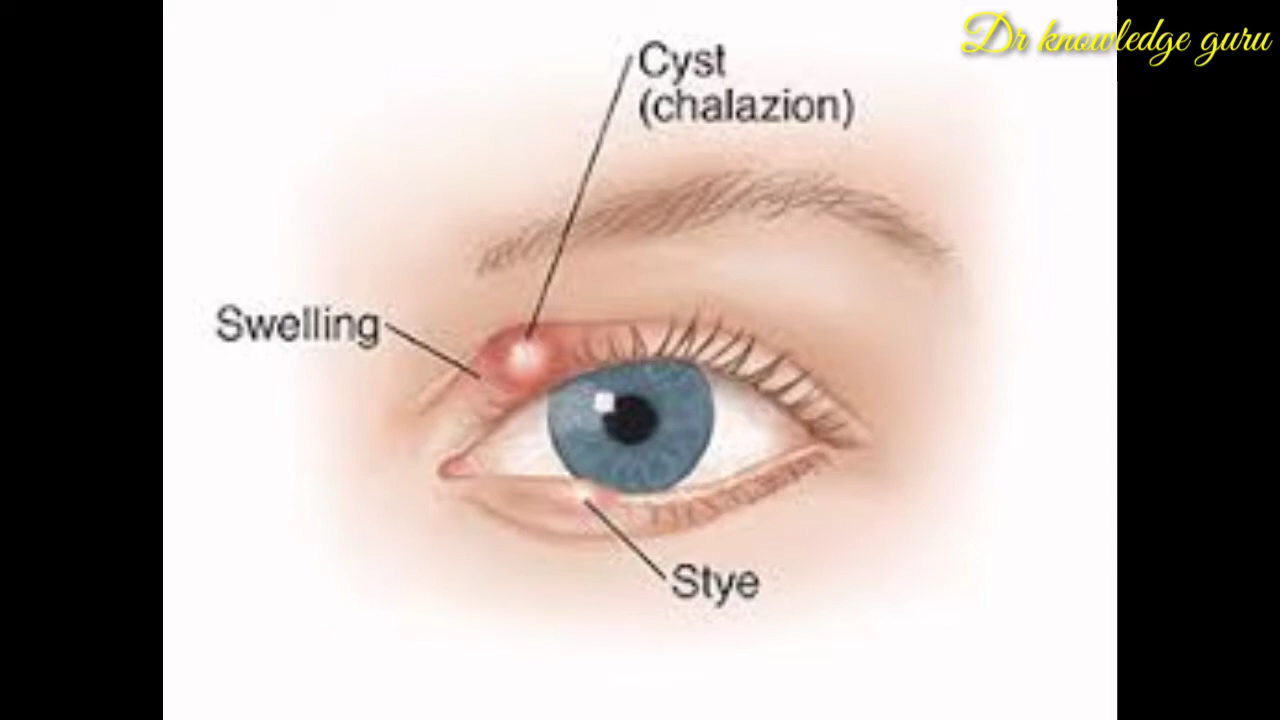 Dr knowledge guru
Cyst
(chalazion)
Swelling
Stye